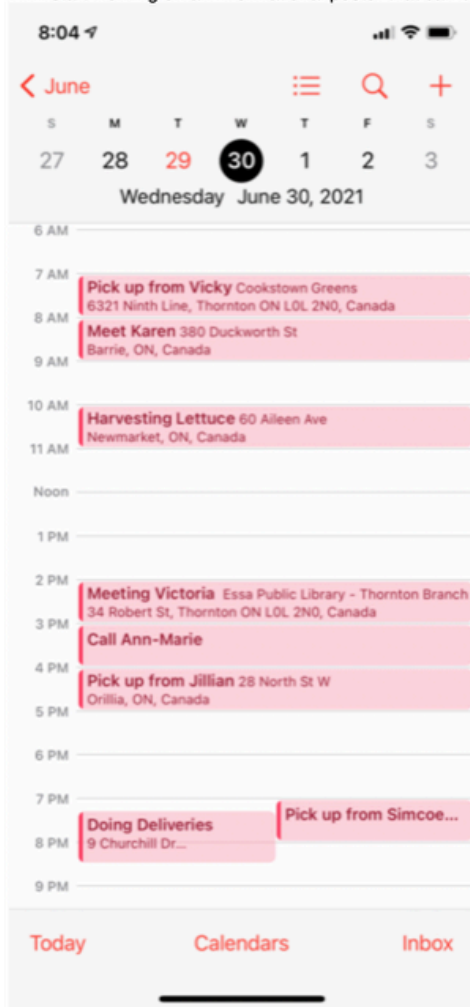 8:04
June
S M T W T F S
27 28 29 30 1 2 3
Wednesday June 30, 2021
6 AM
7 AM
Pick up from Vicky Cookstown Greens
6321 Ninth Line, Thornton ON L0L 2N0, Canada
8 AM
Meet Karen 380 Duckworth St
Barrie, ON, Canada
9 AM
10 AM
Harvesting Lettuce 60 Aileen Ave
Newmarket, ON, Canada
11 AM
Noon
1 PM
2 PM
Meeting Victoria Essa Public Library - Thornton Branch
34 Robert St, Thornton ON L0L 2N0, Canada
3 PM
Call Ann-Marie
4 PM
Pick up from Jillian 28 North St W
Orillia, ON, Canada
5 PM
6 PM
7 PM
Pick up from Simcoe...
Doing Deliveries
8 PM
9 Churchill Dr...
9 PM
Today Calendars Inbox